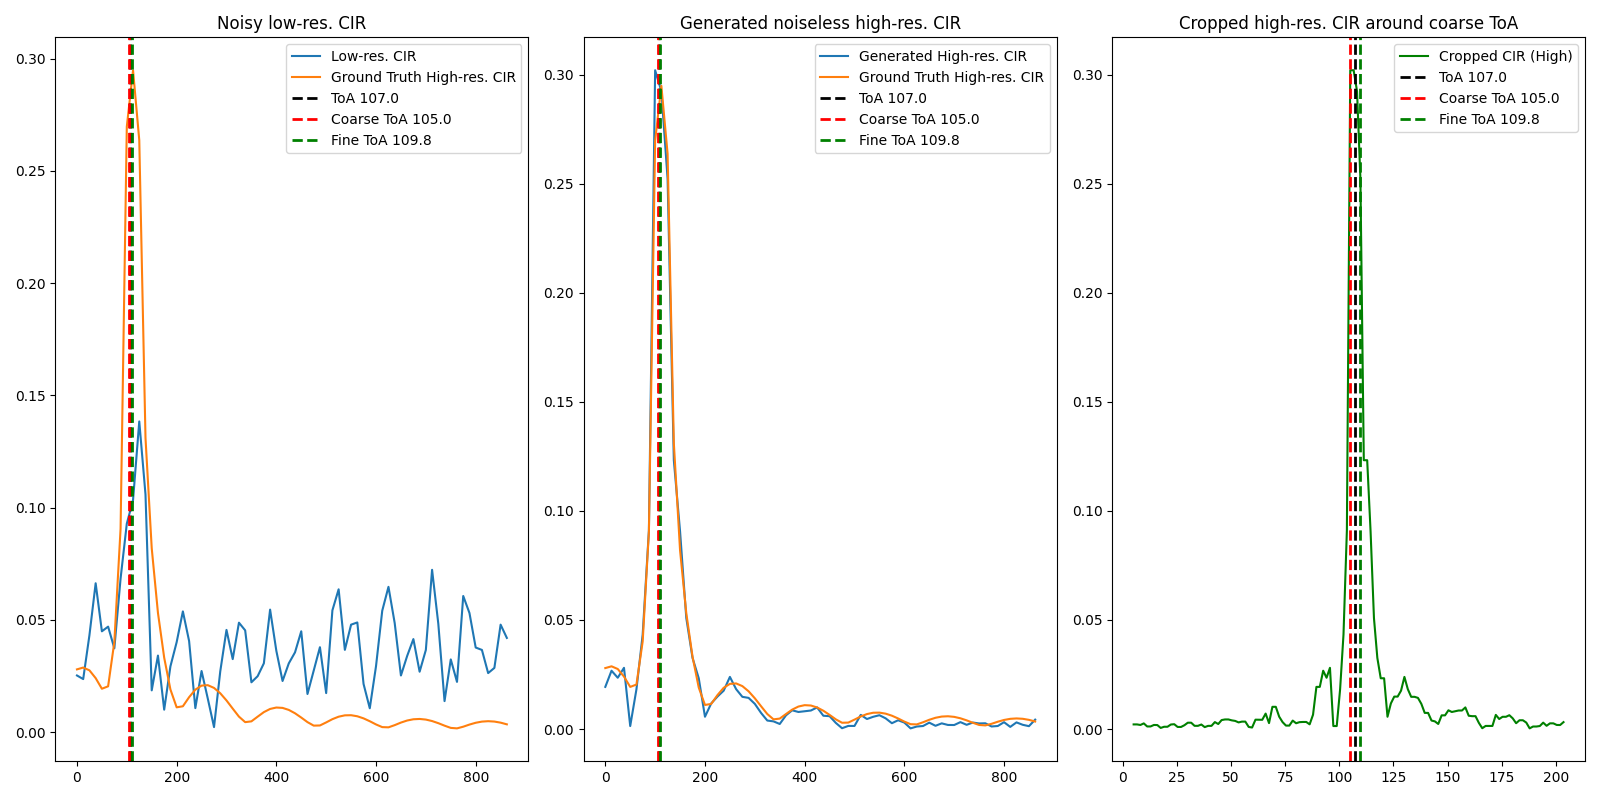 Noisy low-res. CIR
Low-res. CIR
Ground Truth High-res. CIR
ToA 107.0
Coarse ToA 105.0
Fine ToA 109.8
0.30
0.25
0.20
0.15
0.10
0.05
0.00
0 200 400 600 800
Generated noiseless high-res. CIR
Generated High-res. CIR
Ground Truth High-res. CIR
ToA 107.0
Coarse ToA 105.0
Fine ToA 109.8
0.30
0.25
0.20
0.15
0.10
0.05
0.00
0 200 400 600 800
Cropped high-res. CIR around coarse ToA
Cropped CIR (High)
ToA 107.0
Coarse ToA 105.0
Fine ToA 109.8
0.30
0.25
0.20
0.15
0.10
0.05
0.00
0 25 50 75 100 125 150 175 200